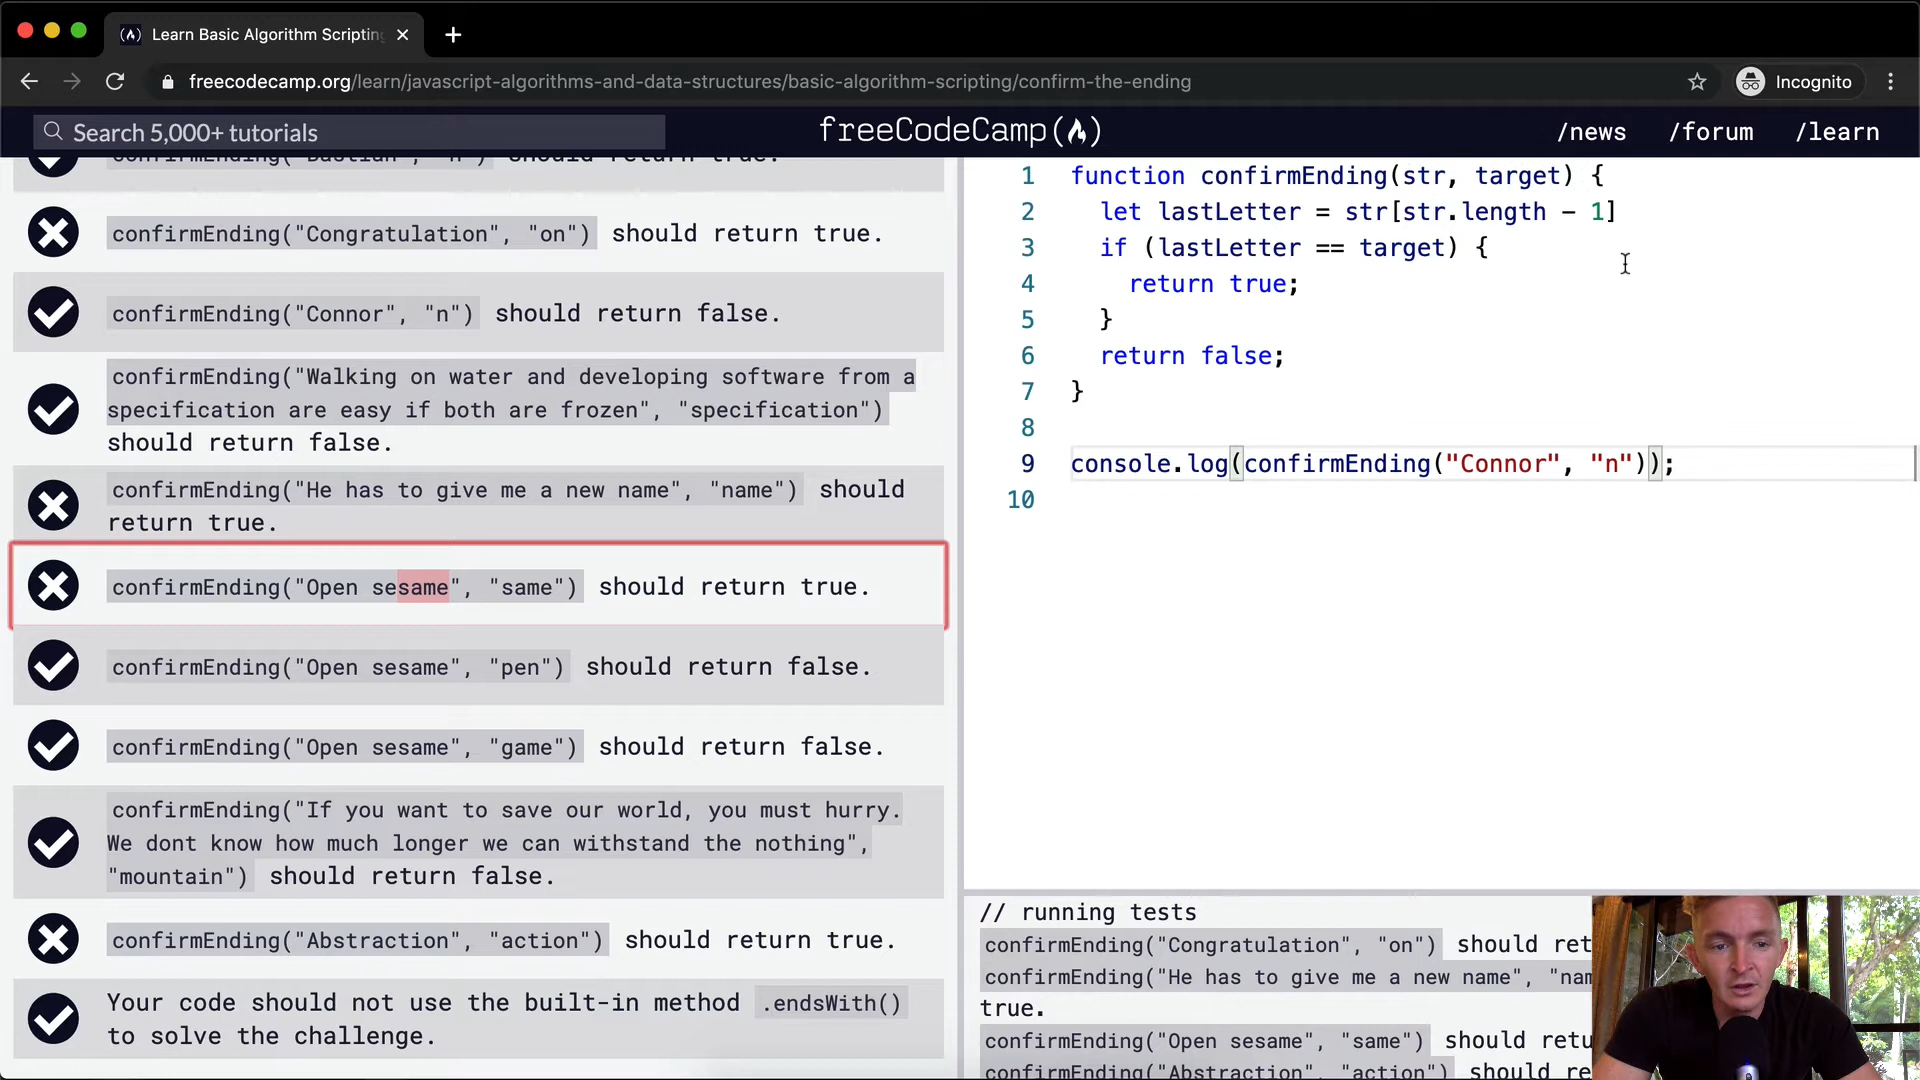 Learn Basic Algorithm Scripting
freecodecamp.org/learn/javascript-algorithms-and-data-structures/basic-algorithm-scripting/confirm-the-ending
Incognito
Search 5,000+ tutorials
freeCodeCamp
/news
/forum
/learn
confirmEnding("Bastian", "n") should return true.
confirmEnding("Congratulation", "on") should return true.
confirmEnding("Connor", "n") should return false.
confirmEnding("Walking on water and developing software from a
specification are easy if both are frozen", "specification")
should return false.
confirmEnding("He has to give me a new name", "name") should
return true.
confirmEnding("Open sesame", "same") should return true.
confirmEnding("Open sesame", "pen") should return false.
confirmEnding("Open sesame", "game") should return false.
confirmEnding("If you want to save our world, you must hurry.
We dont know how much longer we can withstand the nothing",
"mountain") should return false.
confirmEnding("Abstraction", "action") should return true.
Your code should not use the built-in method .endsWith()
to solve the challenge.
1 function confirmEnding(str, target) {
2 let lastLetter = str[str.length - 1]
3 if (lastLetter == target) {
4 return true;
5 }
6 return false;
7 }
8
9 console.log(confirmEnding("Connor", "n"));
10
// running tests
confirmEnding("Congratulation", "on") should ret
confirmEnding("He has to give me a new name", "nam
true.
confirmEnding("Open sesame", "same") should retu
confirmEnding("Abstraction", "action") should re